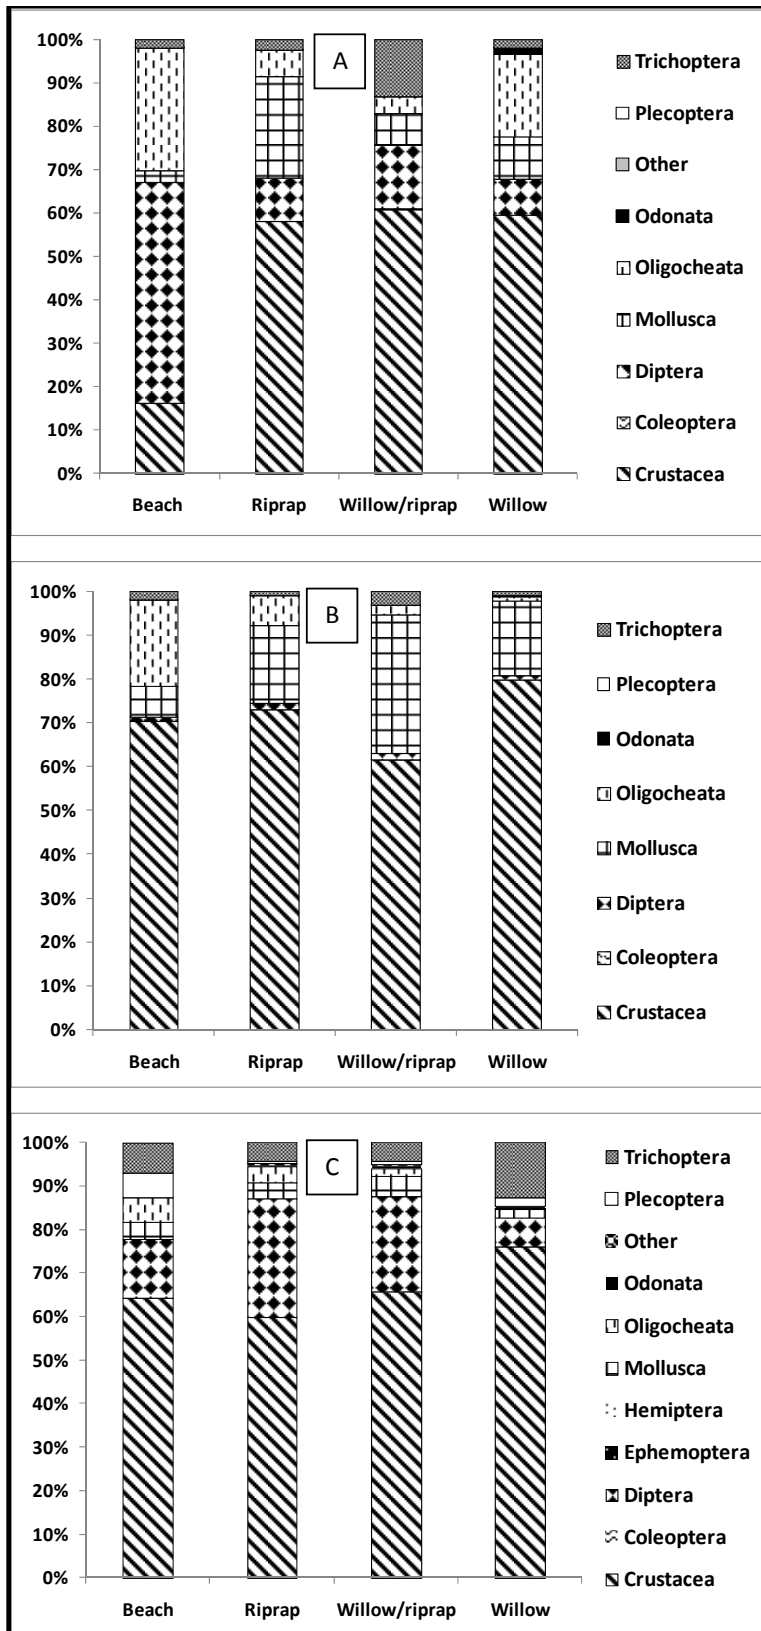 100%
90%
80%
70%
60%
50%
40%
30%
20%
10%
0%
A
Beach Riprap Willow/riprap Willow
Trichoptera
Plecoptera
Other
Odonata
Oligocheata
Mollusca
Diptera
Coleoptera
Crustacea
100%
90%
80%
70%
60%
50%
40%
30%
20%
10%
0%
B
Beach Riprap Willow/riprap Willow
Trichoptera
Plecoptera
Odonata
Oligocheata
Mollusca
Diptera
Coleoptera
Crustacea
100%
90%
80%
70%
60%
50%
40%
30%
20%
10%
0%
C
Beach Riprap Willow/riprap Willow
Trichoptera
Plecoptera
Other
Odonata
Oligocheata
Mollusca
Hemiptera
Ephemoptera
Diptera
Coleoptera
Crustacea